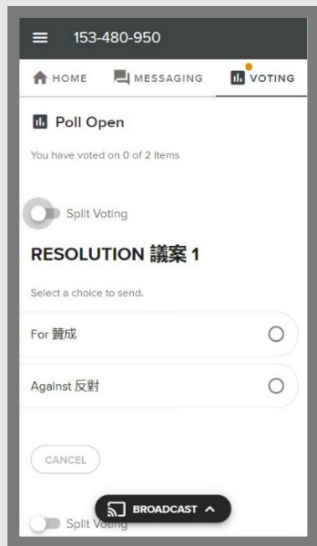 153-480-950
HOME MESSAGING VOTING
Poll Open
You have voted on 0 of 2 items
Split Voting
RESOLUTION 議案 1
Select a choice to send.
For 贊成
Against 反對
CANCEL
BROADCAST
Split Voting